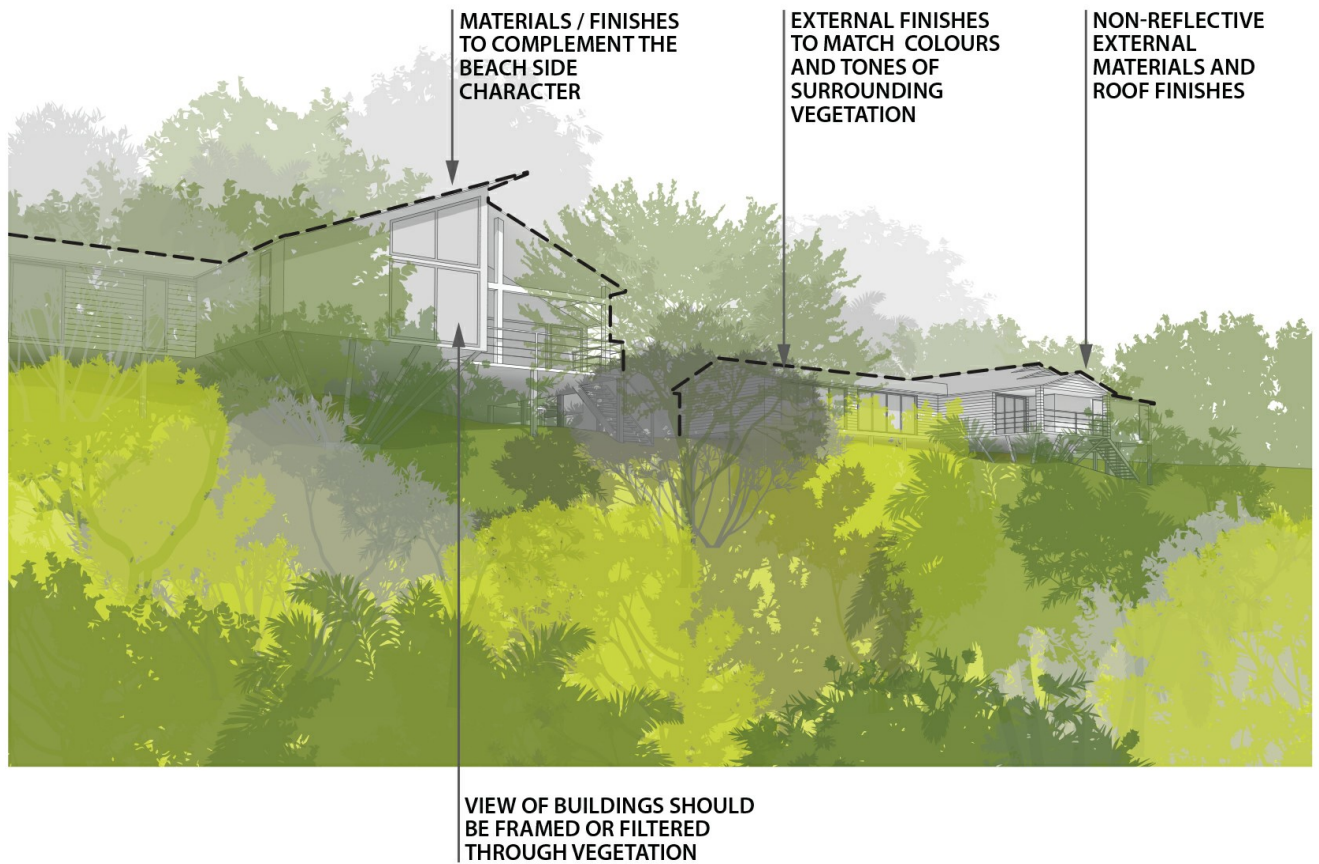 MATERIALS / FINISHES
TO COMPLEMENT THE
BEACH SIDE
CHARACTER
EXTERNAL FINISHES
TO MATCH COLOURS
AND TONES OF
SURROUNDING
VEGETATION
NON-REFLECTIVE
EXTERNAL
MATERIALS AND
ROOF FINISHES
VIEW OF BUILDINGS SHOULD
BE FRAMED OR FILTERED
THROUGH VEGETATION